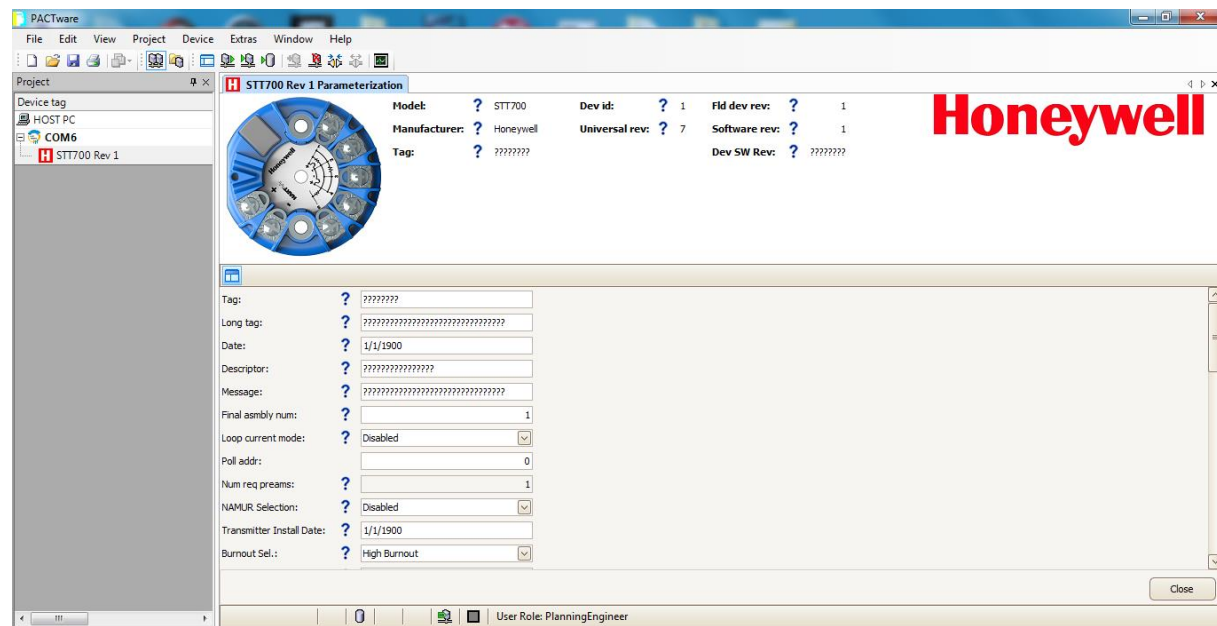 PACTware
File Edit View Project Device Extras Window Help
Project
STT700 Rev 1 Parameterization
Device tag
HOST PC
COM6
STT700 Rev 1
Model: ? STT700 Dev id: ? 1 Fld dev rev: ? 1
Manufacturer: ? Honeywell Universal rev: ? 7 Software rev: ? 1
Tag: ? ???????? Dev SW Rev: ? ????????
Honeywell
Honeywell
Honeywell
Tag: ? ????????
Long tag: ? ????????????????????????????????
Date: ? 1/1/1900
Descriptor: ? ????????????????
Message: ? ????????????????????????????????
Final asmbly num: ? 1
Loop current mode: ? Disabled
Poll addr: 0
Num req preams: ? 1
NAMUR Selection: ? Disabled
Transmitter Install Date: ? 1/1/1900
Burnout Sel.: ? High Burnout
Close
User Role: PlanningEngineer